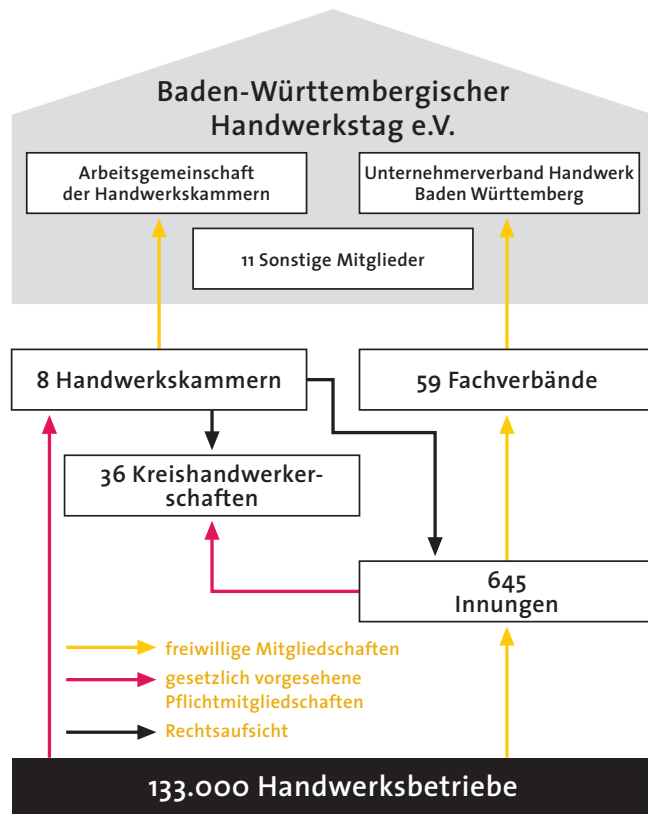 Baden-Württembergischer
Handwerkstag e.V.
Arbeitsgemeinschaft
der Handwerkskammern
Unternehmerverband Handwerk
Baden Württemberg
11 Sonstige Mitglieder
8 Handwerkskammern
59 Fachverbände
36 Kreishandwerker-
schaften
645
Innungen
freiwillige Mitgliedschaften
gesetzlich vorgesehene
Pflichtmitgliedschaften
Rechtsaufsicht
133.000 Handwerksbetriebe